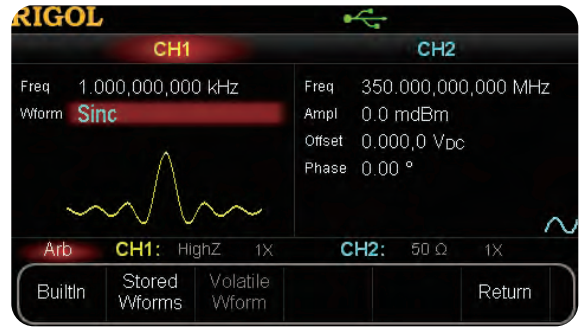 RIGOL
CH1 CH2
Freq 1.000,000,000 kHz
Wform Sinc
Freq 350.000,000,000 MHz
Ampl 0.0 mdBm
Offset 0.000,0 VDC
Phase 0.00 °
Arb CH1: HighZ 1X CH2: 50 Ω 1X
BuiltIn
Stored Wforms
Volatile Wform
Return